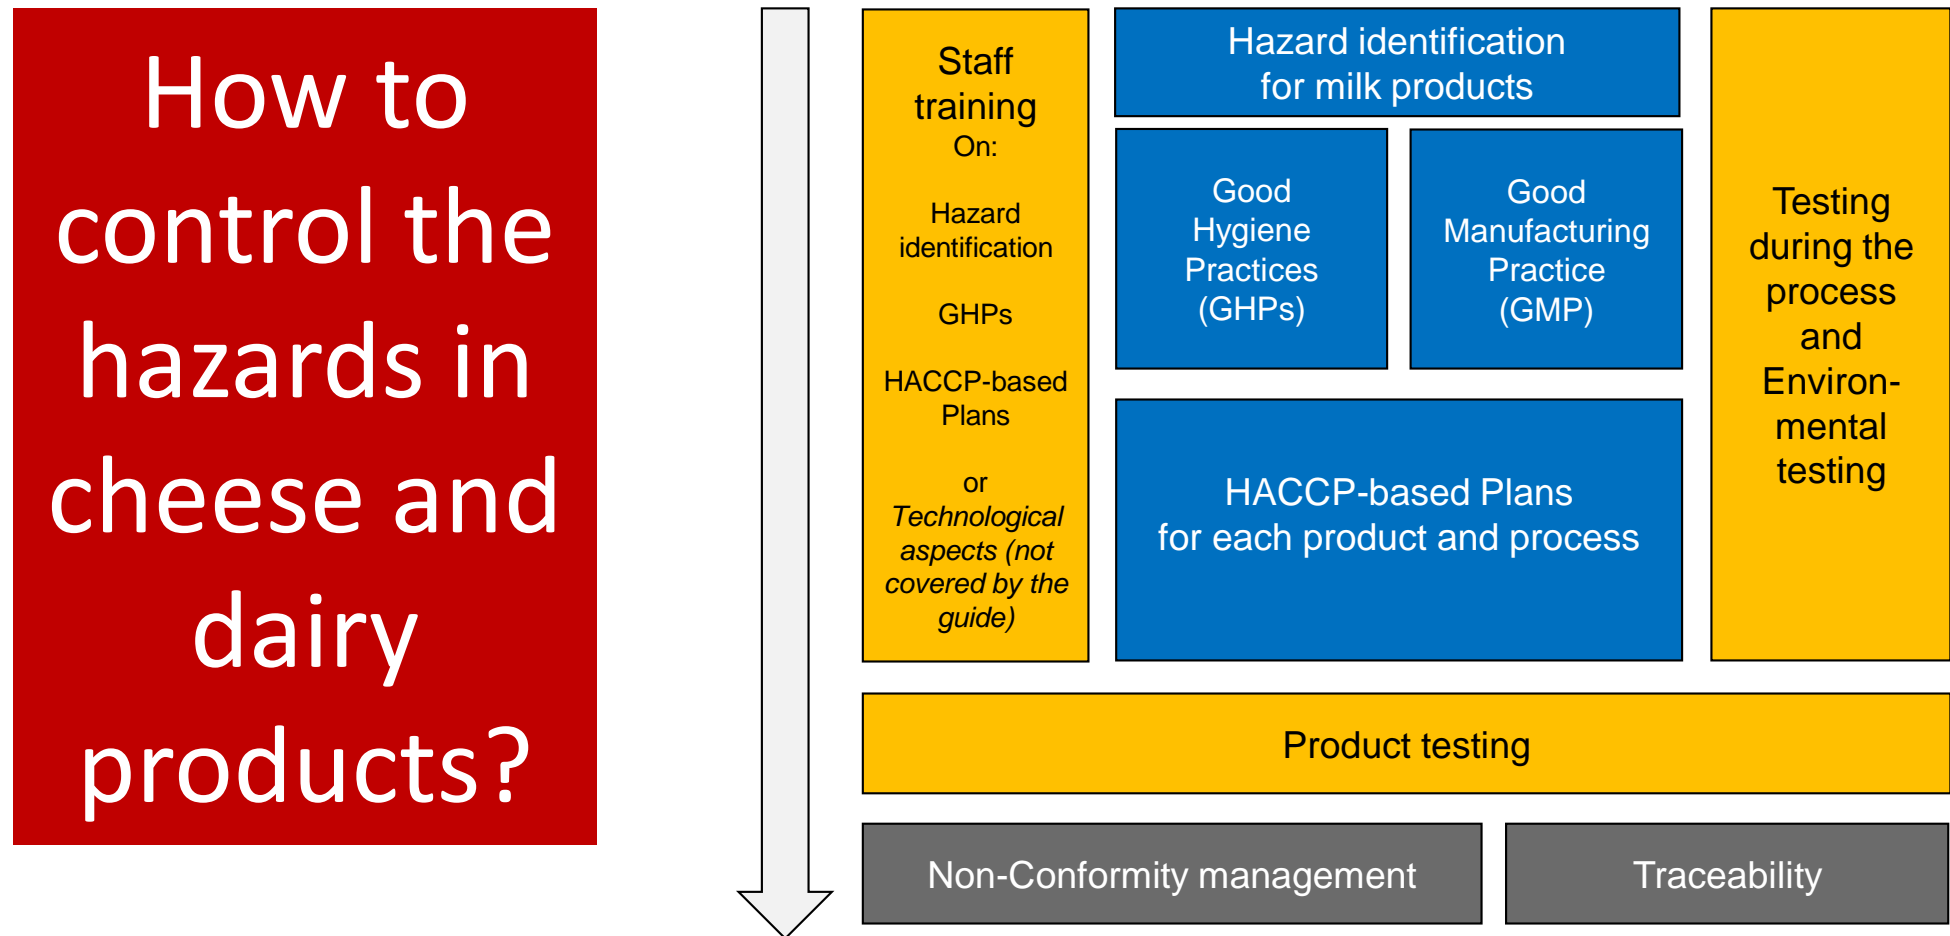 How to
control the
hazards in
cheese and
dairy
products?
Staff
training
On:
Hazard
identification
GHPs
HACCP-based
Plans
or
Technological
aspects (not
covered by the
guide)
Hazard identification
for milk products
Good
Hygiene
Practices
(GHPs)
Good
Manufacturing
Practice
(GMP)
HACCP-based Plans
for each product and process
Testing
during the
process
and
Environ-
mental
testing
Product testing
Non-Conformity management
Traceability